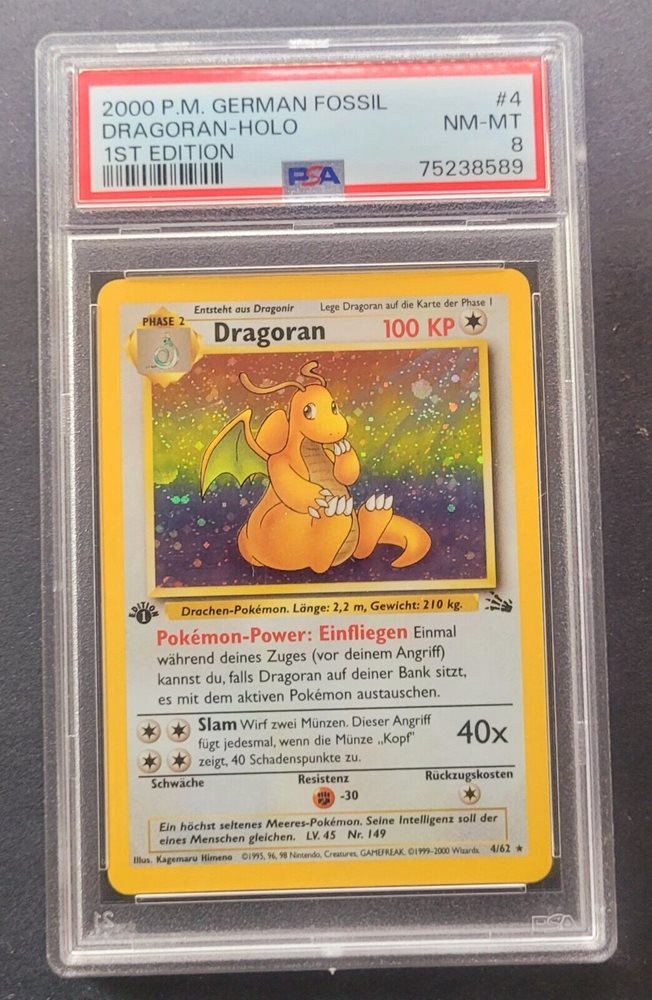 2000 P.M. GERMAN FOSSIL #4
DRAGORAN-HOLO NM-MT
1ST EDITION 8
PSA 75238589
Entsteht aus Dragonir Lege Dragoran auf die Karte der Phase 1
PHASE 2 Dragoran 100 KP
Drachen-Pokémon. Länge: 2,2 m, Gewicht: 210 kg.
EDITION 1
Pokémon-Power: Einfliegen Einmal
während deines Zuges (vor deinem Angriff)
kannst du, falls Dragoran auf deiner Bank sitzt,
es mit dem aktiven Pokémon austauschen.
Slam Wirf zwei Münzen. Dieser Angriff
fügt jedesmal, wenn die Münze „Kopf" 40x
zeigt, 40 Schadenspunkte zu.
Schwäche Resistenz Rückzugskosten
-30
Ein höchst seltenes Meeres-Pokémon. Seine Intelligenz soll der
eines Menschen gleichen. LV. 45 Nr. 149
Illus. Kagemaru Himeno ©1995, 96, 98 Nintendo, Creatures, GAMEFREAK. ©1999-2000 Wizards. 4/62 ★